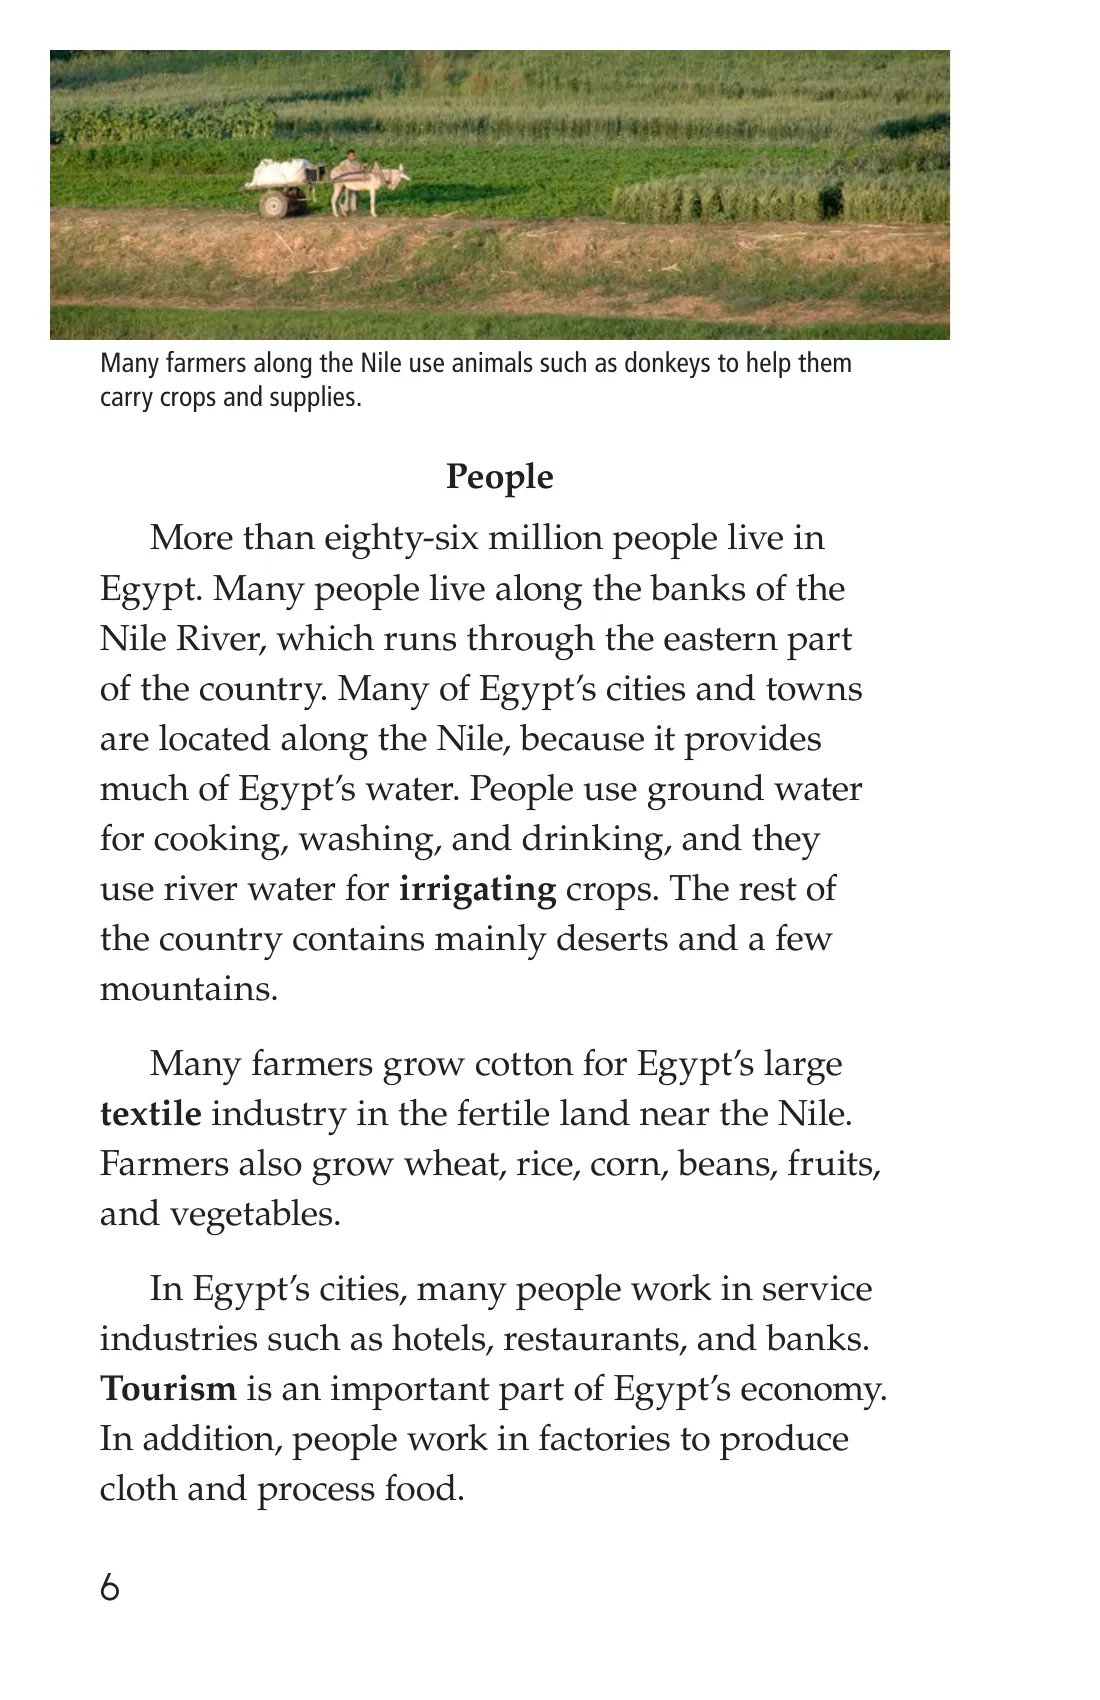 Many farmers along the Nile use animals such as donkeys to help them
carry crops and supplies.
People
More than eighty-six million people live in
Egypt. Many people live along the banks of the
Nile River, which runs through the eastern part
of the country. Many of Egypt’s cities and towns
are located along the Nile, because it provides
much of Egypt’s water. People use ground water
for cooking, washing, and drinking, and they
use river water for irrigating crops. The rest of
the country contains mainly deserts and a few
mountains.
Many farmers grow cotton for Egypt’s large
textile industry in the fertile land near the Nile.
Farmers also grow wheat, rice, corn, beans, fruits,
and vegetables.
In Egypt’s cities, many people work in service
industries such as hotels, restaurants, and banks.
Tourism is an important part of Egypt’s economy.
In addition, people work in factories to produce
cloth and process food.
6